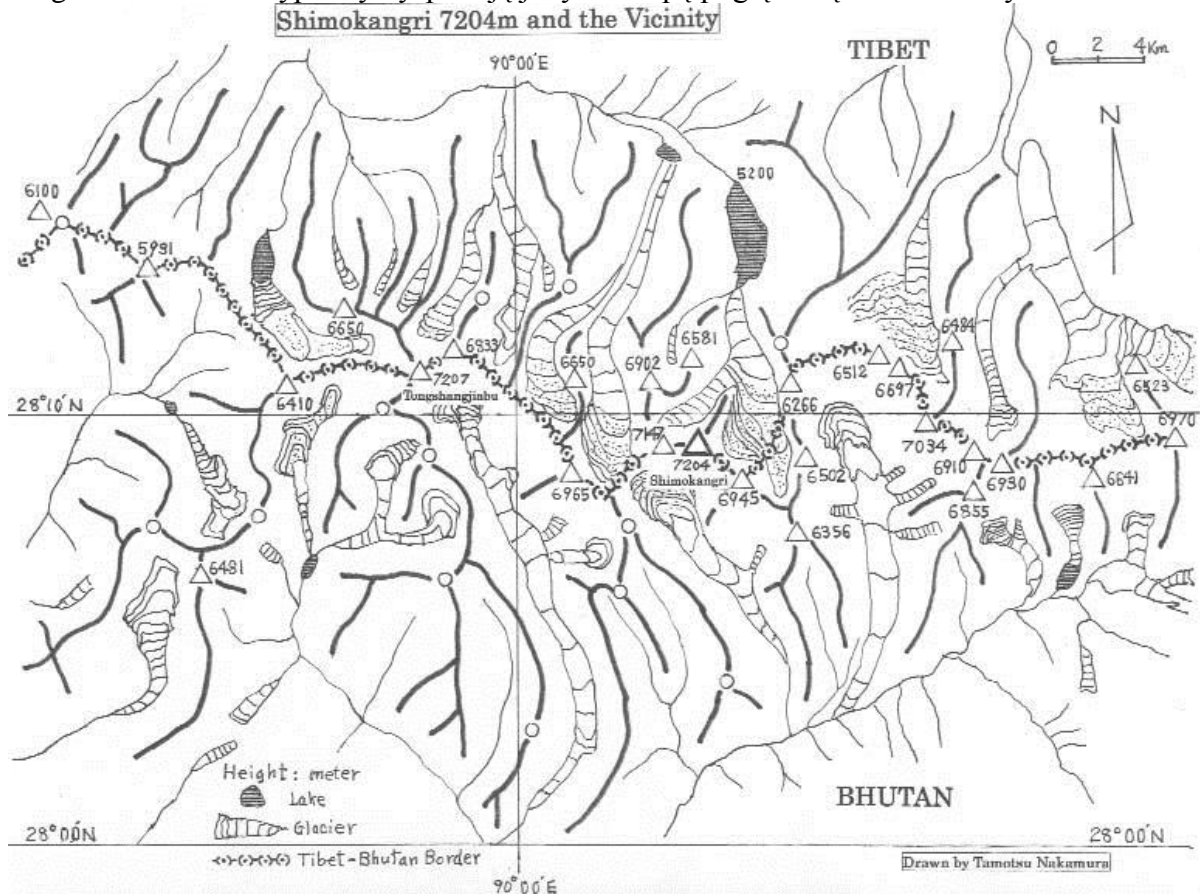 Shimokangri 7204m and the Vicinity
90°00'E
TIBET
0 2 4Km
N
5200
6100
5931
6650
6833
7207
Tungshangjiabu
6410
28°10'N
6650
6902
6581
6512
6697
6484
6523
6266
6970
7034
7204
Shimokangri
6965
6945
6502
6910
6930
6641
6855
6356
6481
Height: meter
Lake
Glacier
Tibet-Bhutan Border
28°00'N
90°00'E
BHUTAN
28°00'N
Drawn by Tamotsu Nakamura